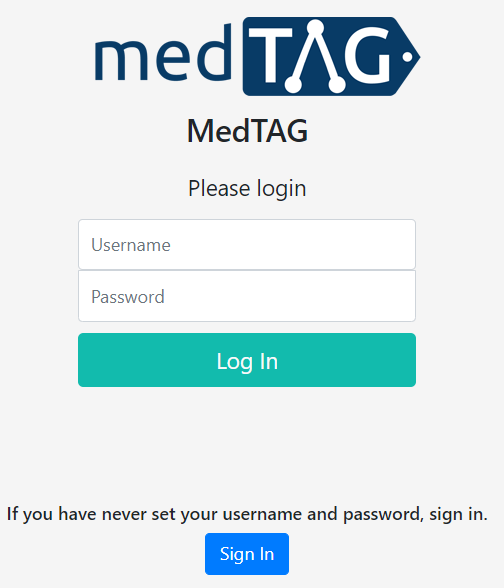 medTAG
MedTAG
Please login
Username
Password
Log In
If you have never set your username and password, sign in.
Sign In